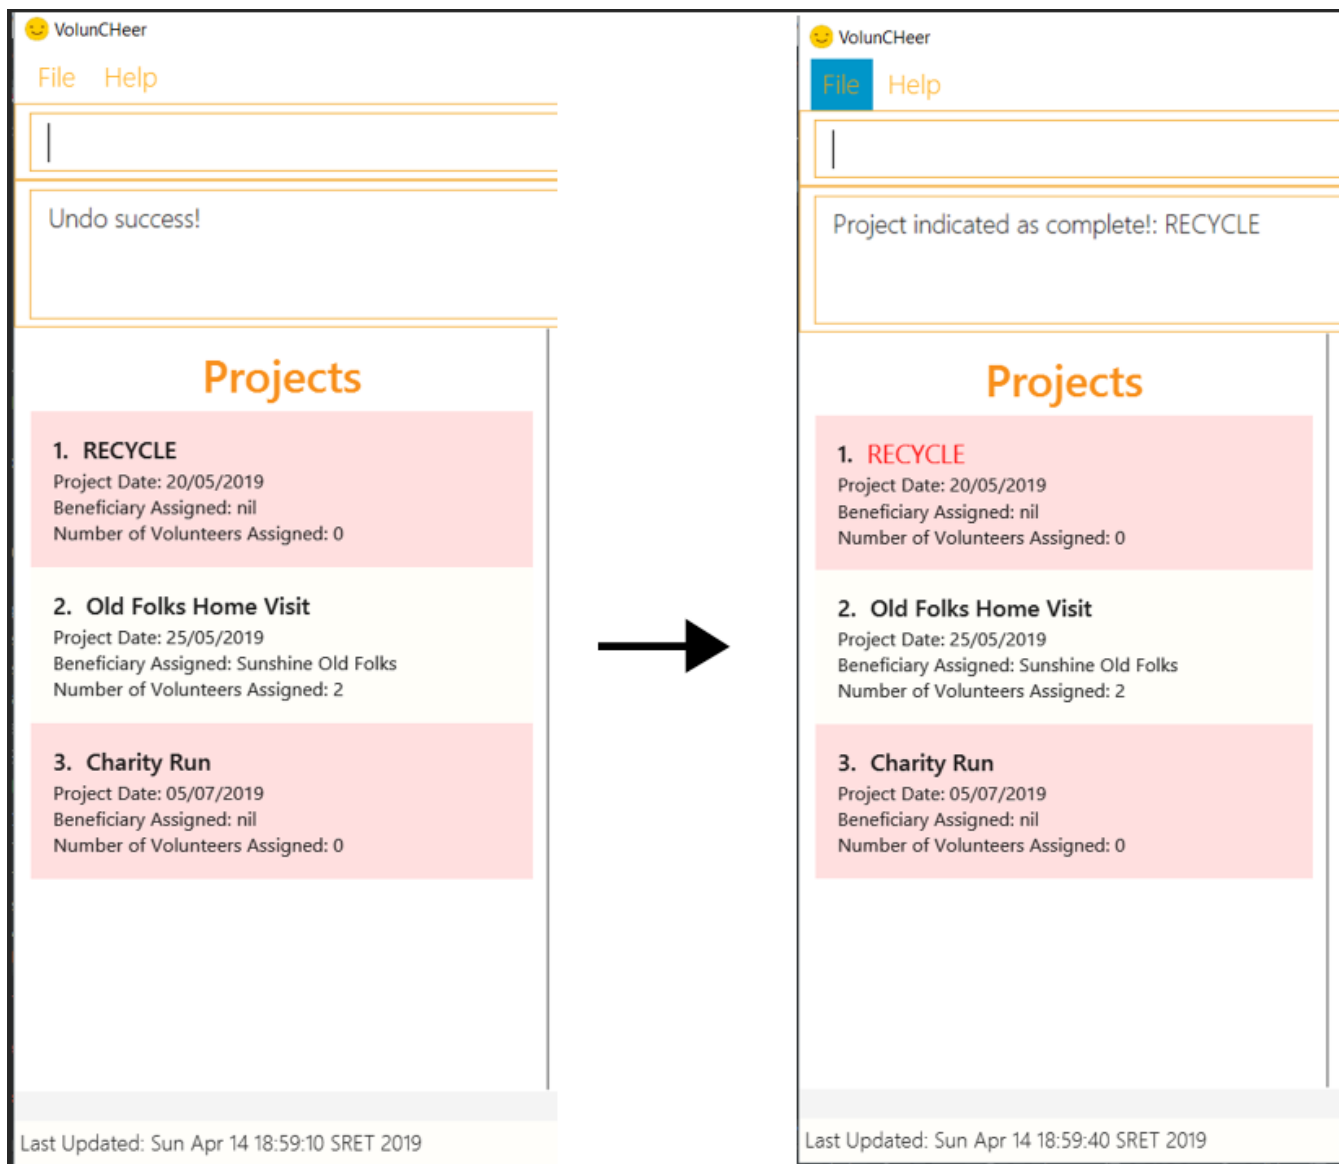 VolunCHeer
File Help
Undo success!
Projects
1. RECYCLE
Project Date: 20/05/2019
Beneficiary Assigned: nil
Number of Volunteers Assigned: 0
2. Old Folks Home Visit
Project Date: 25/05/2019
Beneficiary Assigned: Sunshine Old Folks
Number of Volunteers Assigned: 2
3. Charity Run
Project Date: 05/07/2019
Beneficiary Assigned: nil
Number of Volunteers Assigned: 0
Last Updated: Sun Apr 14 18:59:10 SRET 2019
VolunCHeer
File Help
Project indicated as complete!: RECYCLE
Projects
1. RECYCLE
Project Date: 20/05/2019
Beneficiary Assigned: nil
Number of Volunteers Assigned: 0
2. Old Folks Home Visit
Project Date: 25/05/2019
Beneficiary Assigned: Sunshine Old Folks
Number of Volunteers Assigned: 2
3. Charity Run
Project Date: 05/07/2019
Beneficiary Assigned: nil
Number of Volunteers Assigned: 0
Last Updated: Sun Apr 14 18:59:40 SRET 2019